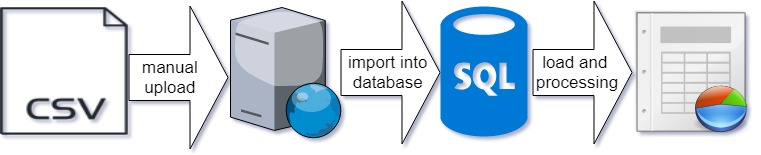 CSV
manual
upload
import into
database
SQL
load and
processing